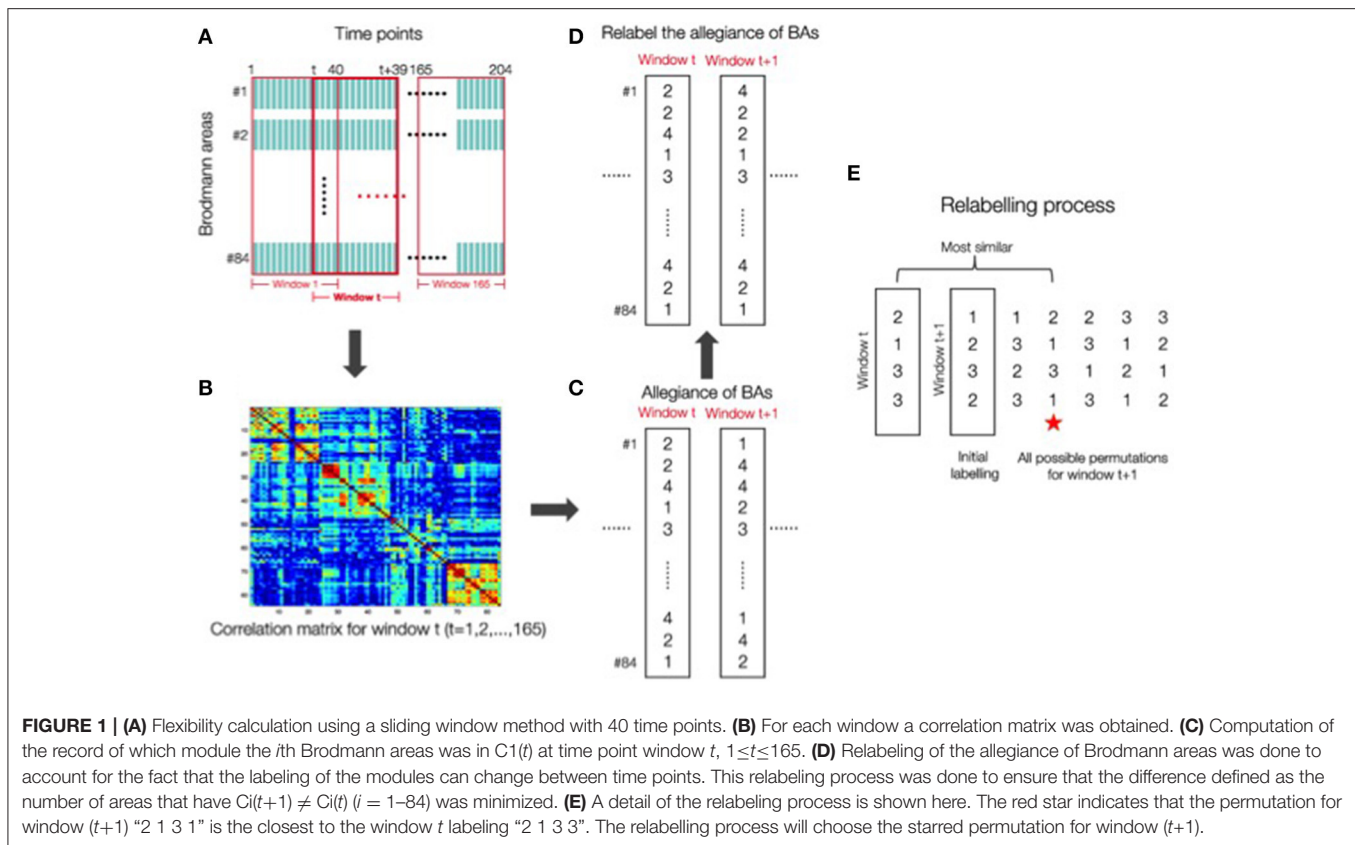 A
Time points
1 t 40 t+39 165 204
Brodmann areas
#1
#2
#84
Window 1
Window t
Window 165
B
10 20 30 40 50 60 70 80
Correlation matrix for window t (t=1,2,...,165)
C
Allegiance of BAs
Window t Window t+1
#1 2 1
2 4
4 4
1 2
...... 3 3 ......
4 1
2 4
#84 1 2
D
Relabel the allegiance of BAs
Window t Window t+1
#1 2 4
2 2
4 2
1 1
...... 3 3 ......
4 4
2 2
#84 1 1
E
Relabelling process
Most similar
Window t
Window t+1
2 1 1 2 2 3 3
1 2 3 1 3 1 2
3 3 2 3 1 2 1
3 2 3 1 3 1 2
Initial
labelling
All possible permutations
for window t+1
FIGURE 1 | (A) Flexibility calculation using a sliding window method with 40 time points. (B) For each window a correlation matrix was obtained. (C) Computation of
the record of which module the ith Brodmann areas was in C1(t) at time point window t, 1≤t≤165. (D) Relabeling of the allegiance of Brodmann areas was done to
account for the fact that the labeling of the modules can change between time points. This relabeling process was done to ensure that the difference defined as the
number of areas that have Ci(t+1) ≠ Ci(t) (i = 1–84) was minimized. (E) A detail of the relabeling process is shown here. The red star indicates that the permutation for
window (t+1) “2 1 3 1” is the closest to the window t labeling “2 1 3 3”. The relabelling process will choose the starred permutation for window (t+1).